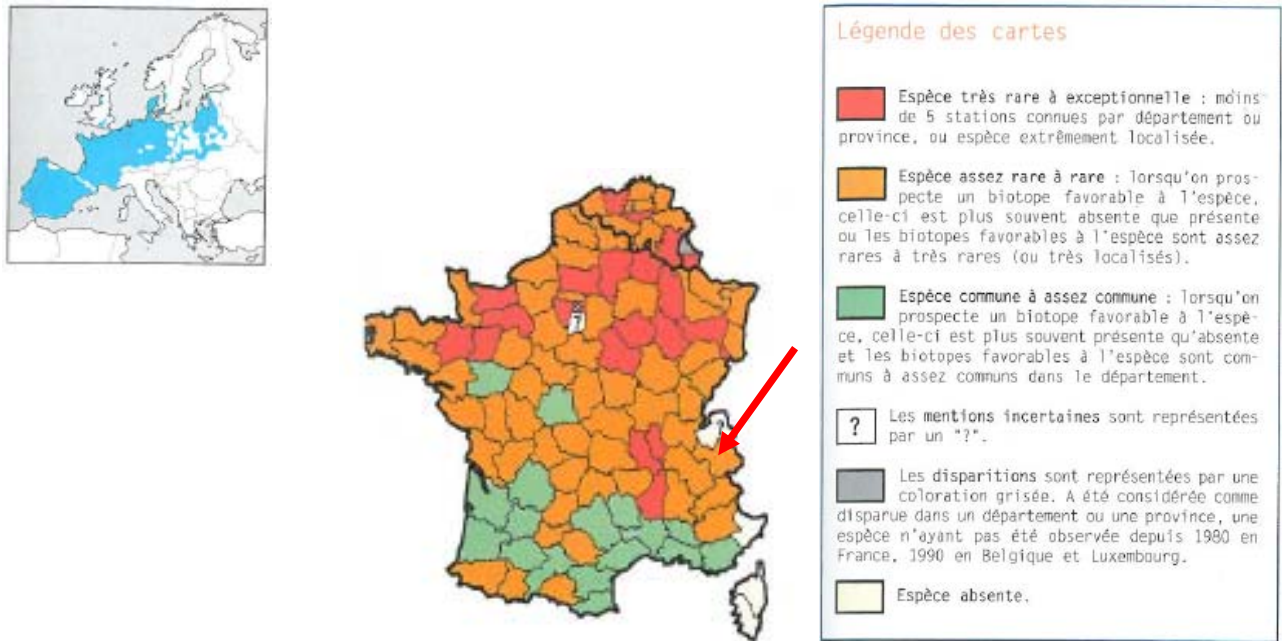 Légende des cartes
Espèce très rare à exceptionnelle : moins
de 5 stations connues par département ou
province, ou espèce extrêmement localisée.
Espèce assez rare à rare : lorsqu'on pros-
pecte un biotope favorable à l'espèce,
celle-ci est plus souvent absente que présente
ou les biotopes favorables à l'espèce sont assez
rares à très rares (ou très localisés).
Espèce commune à assez commune : lorsqu'on
prospecte un biotope favorable à l'espè-
ce, celle-ci est plus souvent présente qu'absente
et les biotopes favorables à l'espèce sont com-
muns à assez communs dans le département.
? Les mentions incertaines sont représentées
par un "?".
Les disparitions sont représentées par une
coloration grisée. A été considérée comme
disparue dans un département ou une province, une
espèce n'ayant pas été observée depuis 1980 en
France, 1990 en Belgique et Luxembourg.
Espèce absente.
?
?